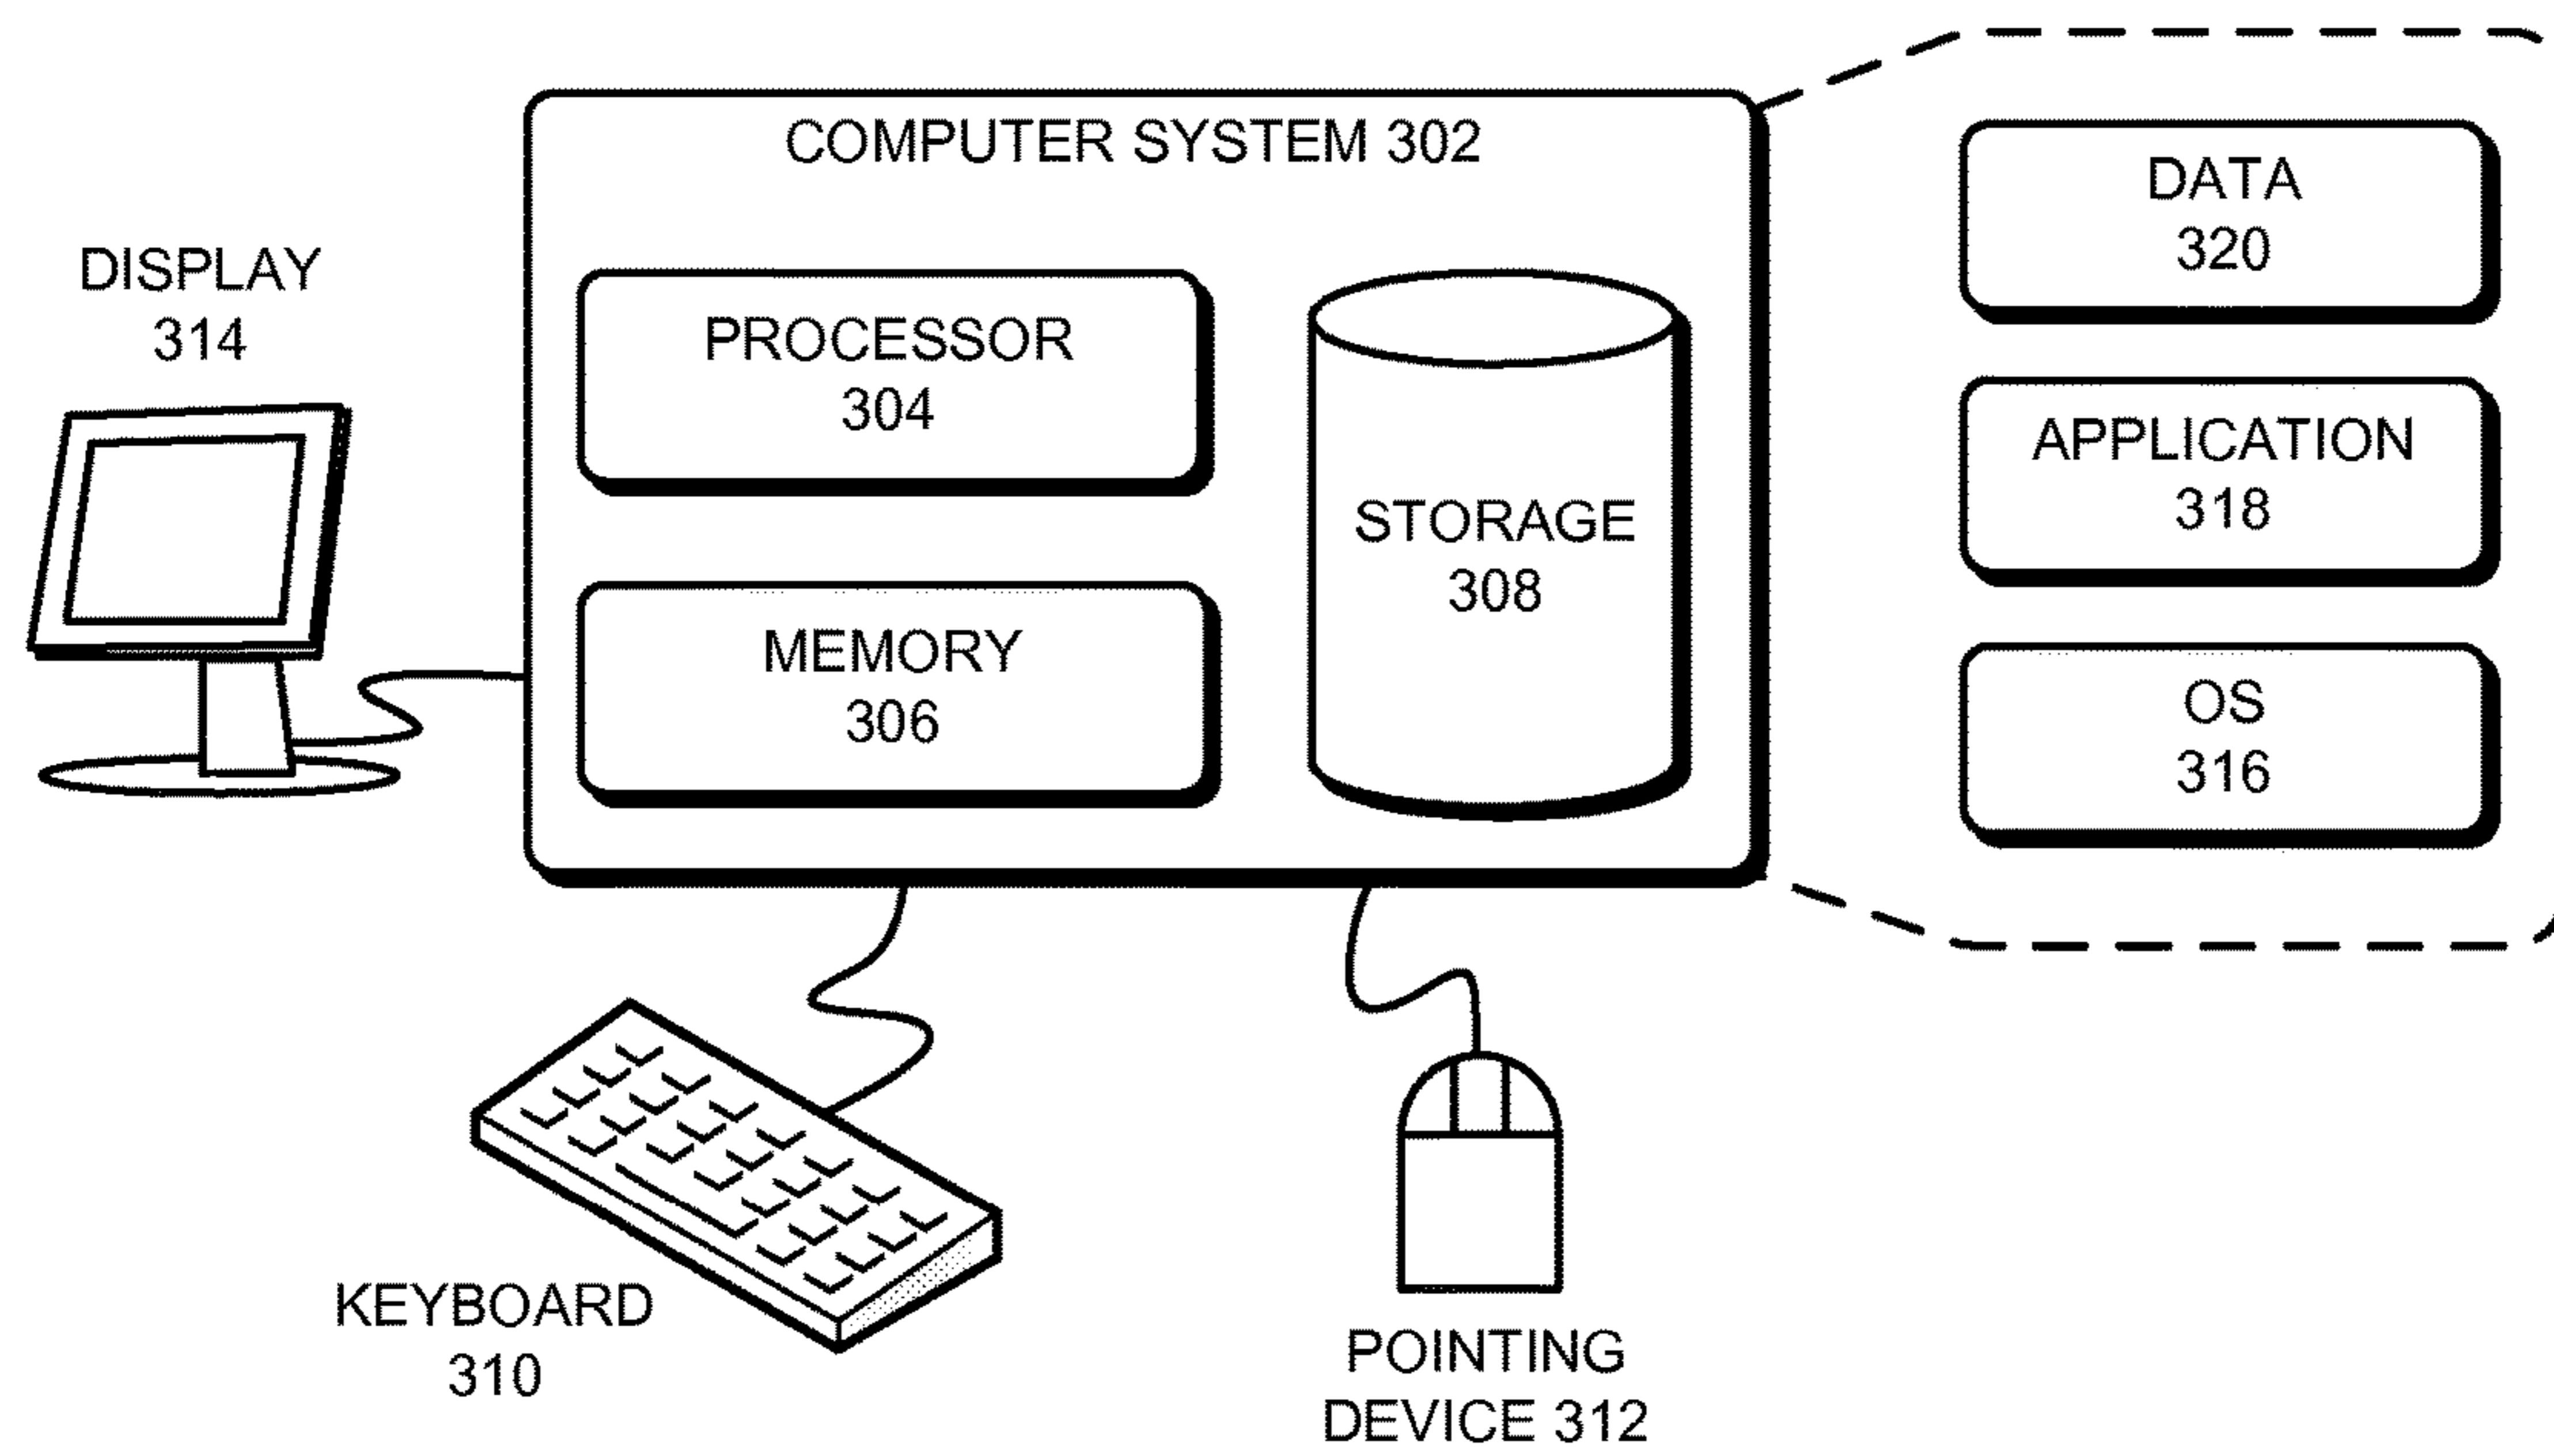 COMPUTER SYSTEM 302
DISPLAY
314
PROCESSOR
304
MEMORY
306
STORAGE
308
DATA
320
APPLICATION
318
OS
316
KEYBOARD
310
POINTING
DEVICE 312